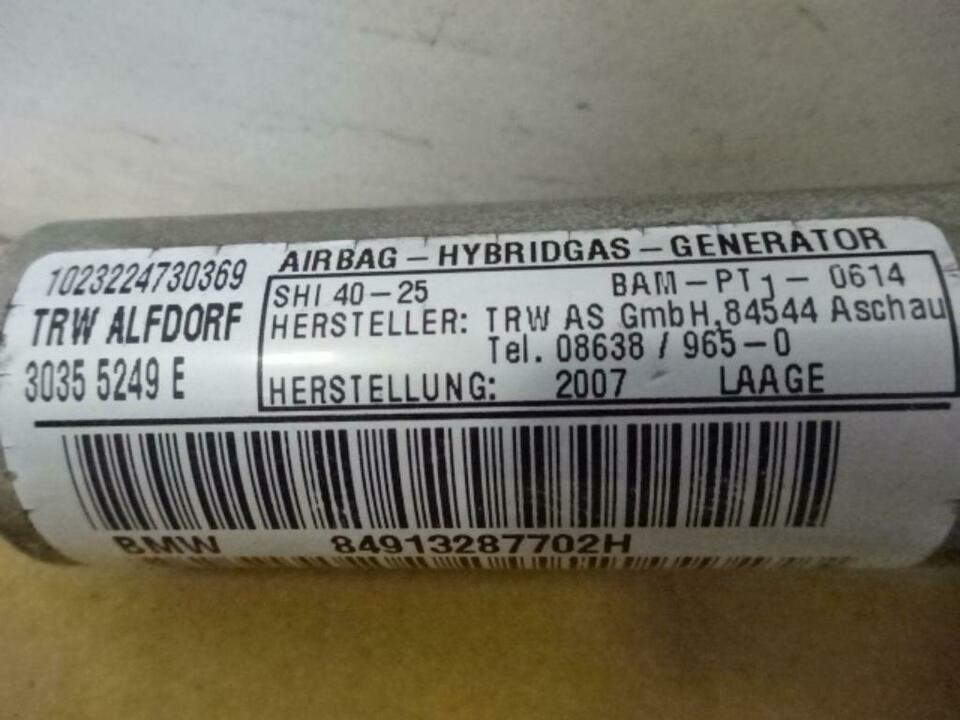 1023224730369
TRW ALFDORF
3035 5249 E
AIRBAG-HYBRIDGAS-GENERATOR
SHI 40-25 BAM-PT1-0614
HERSTELLER: TRW AS GmbH, 84544 Aschau
Tel. 08638 / 965-0
HERSTELLUNG: 2007 LAAGE
BMW 84913287702H